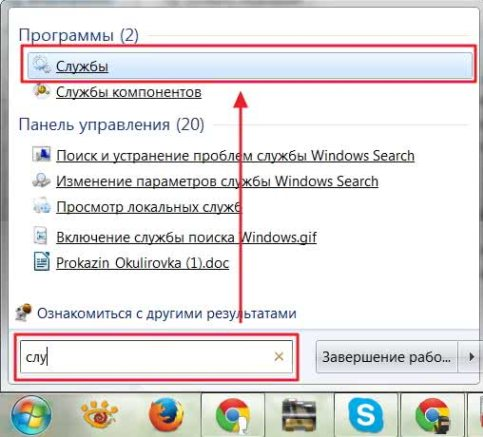 Программы (2)
Службы
Службы компонентов
Панель управления (20)
Поиск и устранение проблем службы Windows Search
Изменение параметров службы Windows Search
Просмотр локальных служб
Включение службы поиска Windows.gif
Prokazin_Okulirovka (1).doc
Ознакомиться с другими результатами
слу
Завершение рабо...